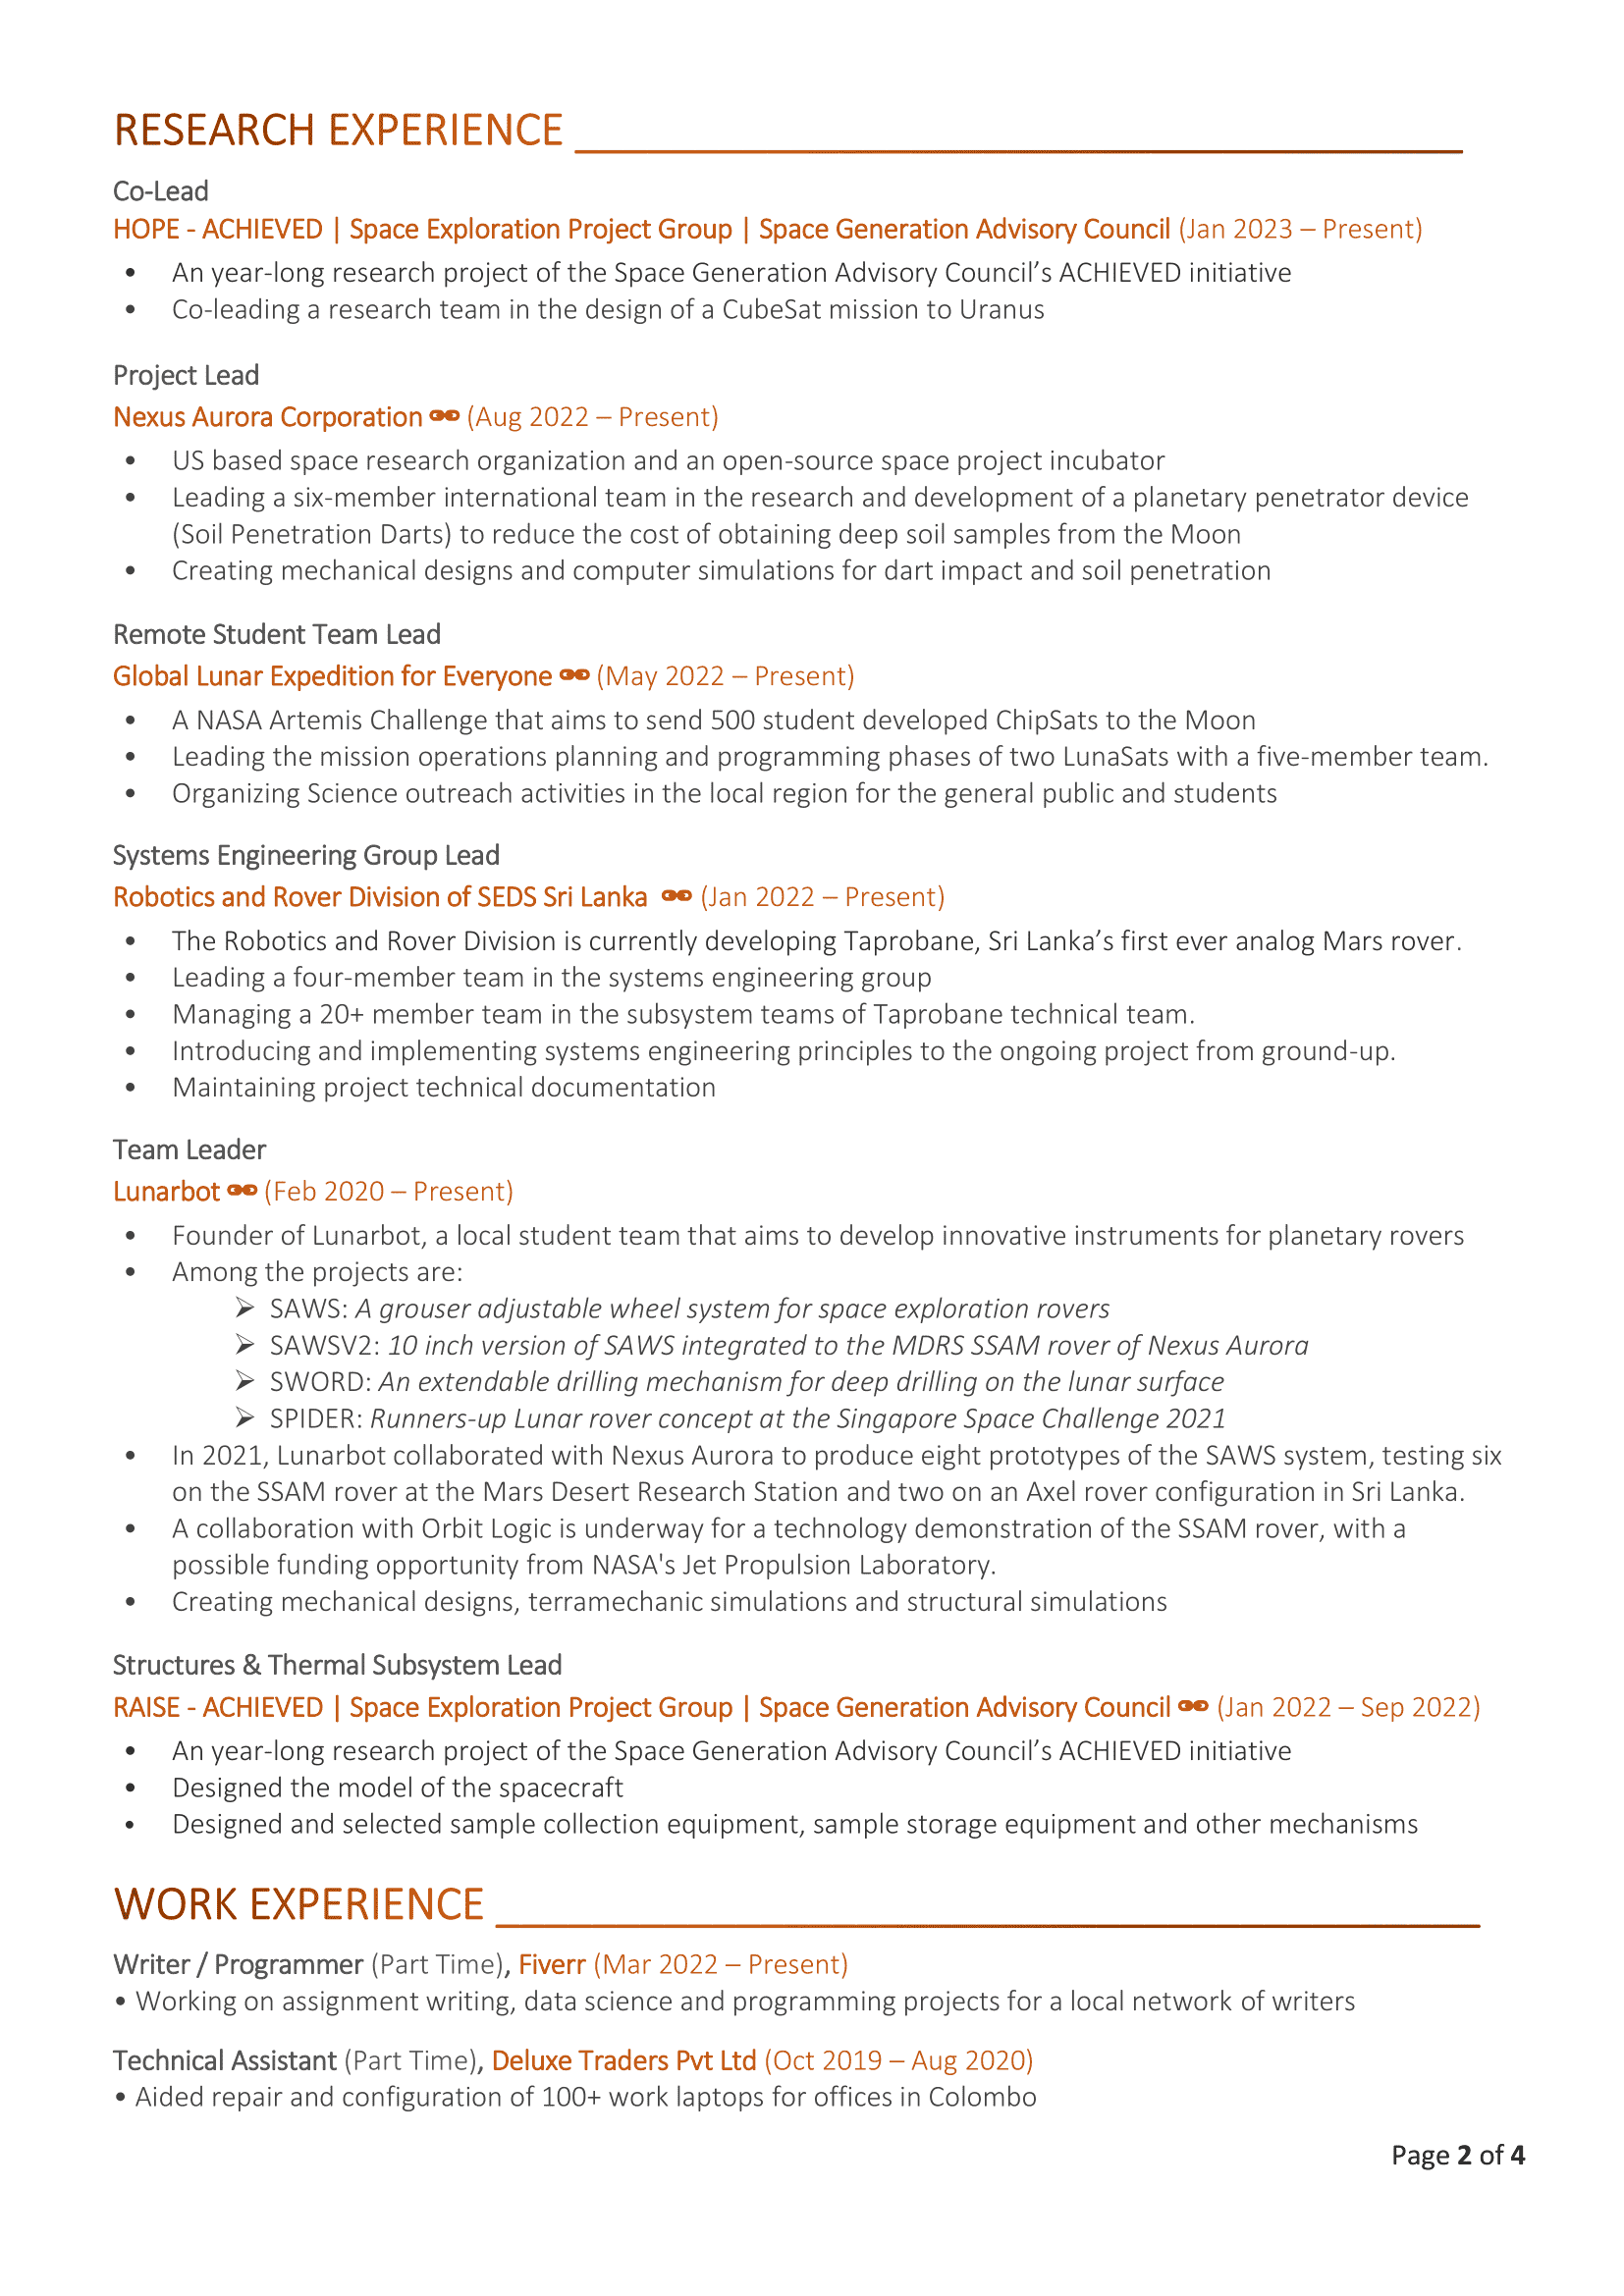 RESEARCH EXPERIENCE
Co-Lead
HOPE - ACHIEVED | Space Exploration Project Group | Space Generation Advisory Council (Jan 2023 – Present)
• An year-long research project of the Space Generation Advisory Council’s ACHIEVED initiative
• Co-leading a research team in the design of a CubeSat mission to Uranus
Project Lead
Nexus Aurora Corporation (Aug 2022 – Present)
• US based space research organization and an open-source space project incubator
• Leading a six-member international team in the research and development of a planetary penetrator device
(Soil Penetration Darts) to reduce the cost of obtaining deep soil samples from the Moon
• Creating mechanical designs and computer simulations for dart impact and soil penetration
Remote Student Team Lead
Global Lunar Expedition for Everyone (May 2022 – Present)
• A NASA Artemis Challenge that aims to send 500 student developed ChipSats to the Moon
• Leading the mission operations planning and programming phases of two LunaSats with a five-member team.
• Organizing Science outreach activities in the local region for the general public and students
Systems Engineering Group Lead
Robotics and Rover Division of SEDS Sri Lanka (Jan 2022 – Present)
• The Robotics and Rover Division is currently developing Taprobane, Sri Lanka’s first ever analog Mars rover.
• Leading a four-member team in the systems engineering group
• Managing a 20+ member team in the subsystem teams of Taprobane technical team.
• Introducing and implementing systems engineering principles to the ongoing project from ground-up.
• Maintaining project technical documentation
Team Leader
Lunarbot (Feb 2020 – Present)
• Founder of Lunarbot, a local student team that aims to develop innovative instruments for planetary rovers
• Among the projects are:
➢ SAWS: A grouser adjustable wheel system for space exploration rovers
➢ SAWSV2: 10 inch version of SAWS integrated to the MDRS SSAM rover of Nexus Aurora
➢ SWORD: An extendable drilling mechanism for deep drilling on the lunar surface
➢ SPIDER: Runners-up Lunar rover concept at the Singapore Space Challenge 2021
• In 2021, Lunarbot collaborated with Nexus Aurora to produce eight prototypes of the SAWS system, testing six
on the SSAM rover at the Mars Desert Research Station and two on an Axel rover configuration in Sri Lanka.
• A collaboration with Orbit Logic is underway for a technology demonstration of the SSAM rover, with a
possible funding opportunity from NASA's Jet Propulsion Laboratory.
• Creating mechanical designs, terramechanic simulations and structural simulations
Structures & Thermal Subsystem Lead
RAISE - ACHIEVED | Space Exploration Project Group | Space Generation Advisory Council (Jan 2022 – Sep 2022)
• An year-long research project of the Space Generation Advisory Council’s ACHIEVED initiative
• Designed the model of the spacecraft
• Designed and selected sample collection equipment, sample storage equipment and other mechanisms
WORK EXPERIENCE
Writer / Programmer (Part Time), Fiverr (Mar 2022 – Present)
• Working on assignment writing, data science and programming projects for a local network of writers
Technical Assistant (Part Time), Deluxe Traders Pvt Ltd (Oct 2019 – Aug 2020)
• Aided repair and configuration of 100+ work laptops for offices in Colombo
Page 2 of 4